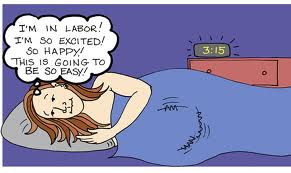 I'M IN LABOR!
I'M SO EXCITED!
SO HAPPY!
THIS IS GOING TO
BE SO EASY!
3:15